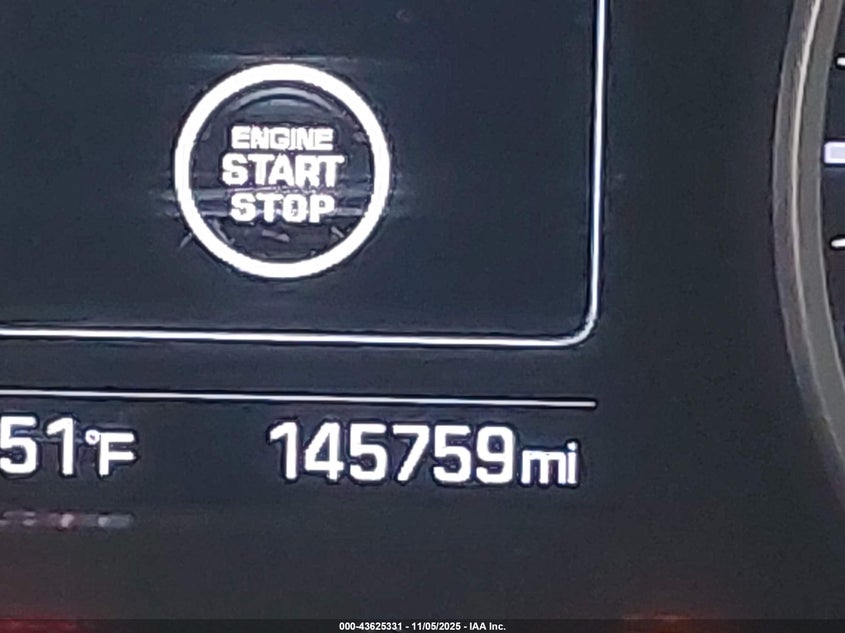 ENGINE
START
STOP
51°F 145759mi
000-43625331 - 11/05/2025 - IAA Inc.